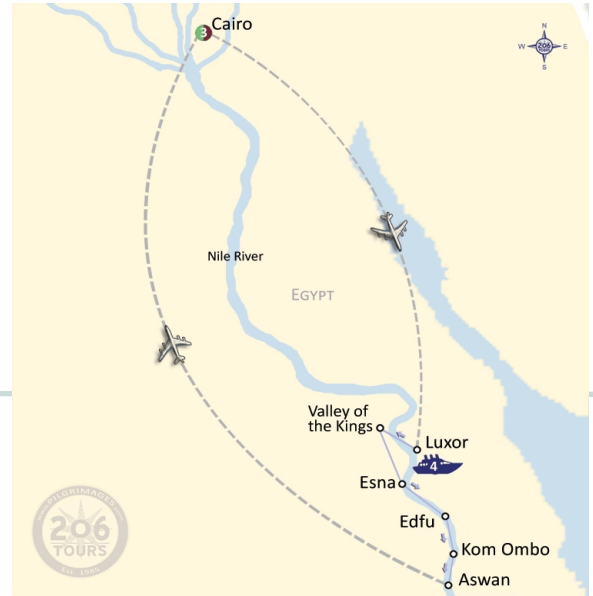 Cairo
3
N
W
206
E
S
Nile River
EGYPT
Valley of
the Kings
Luxor
4
Esna
Edfu
Kom Ombo
Aswan
PILGRIMAGES
206
TOURS
Est. 1985